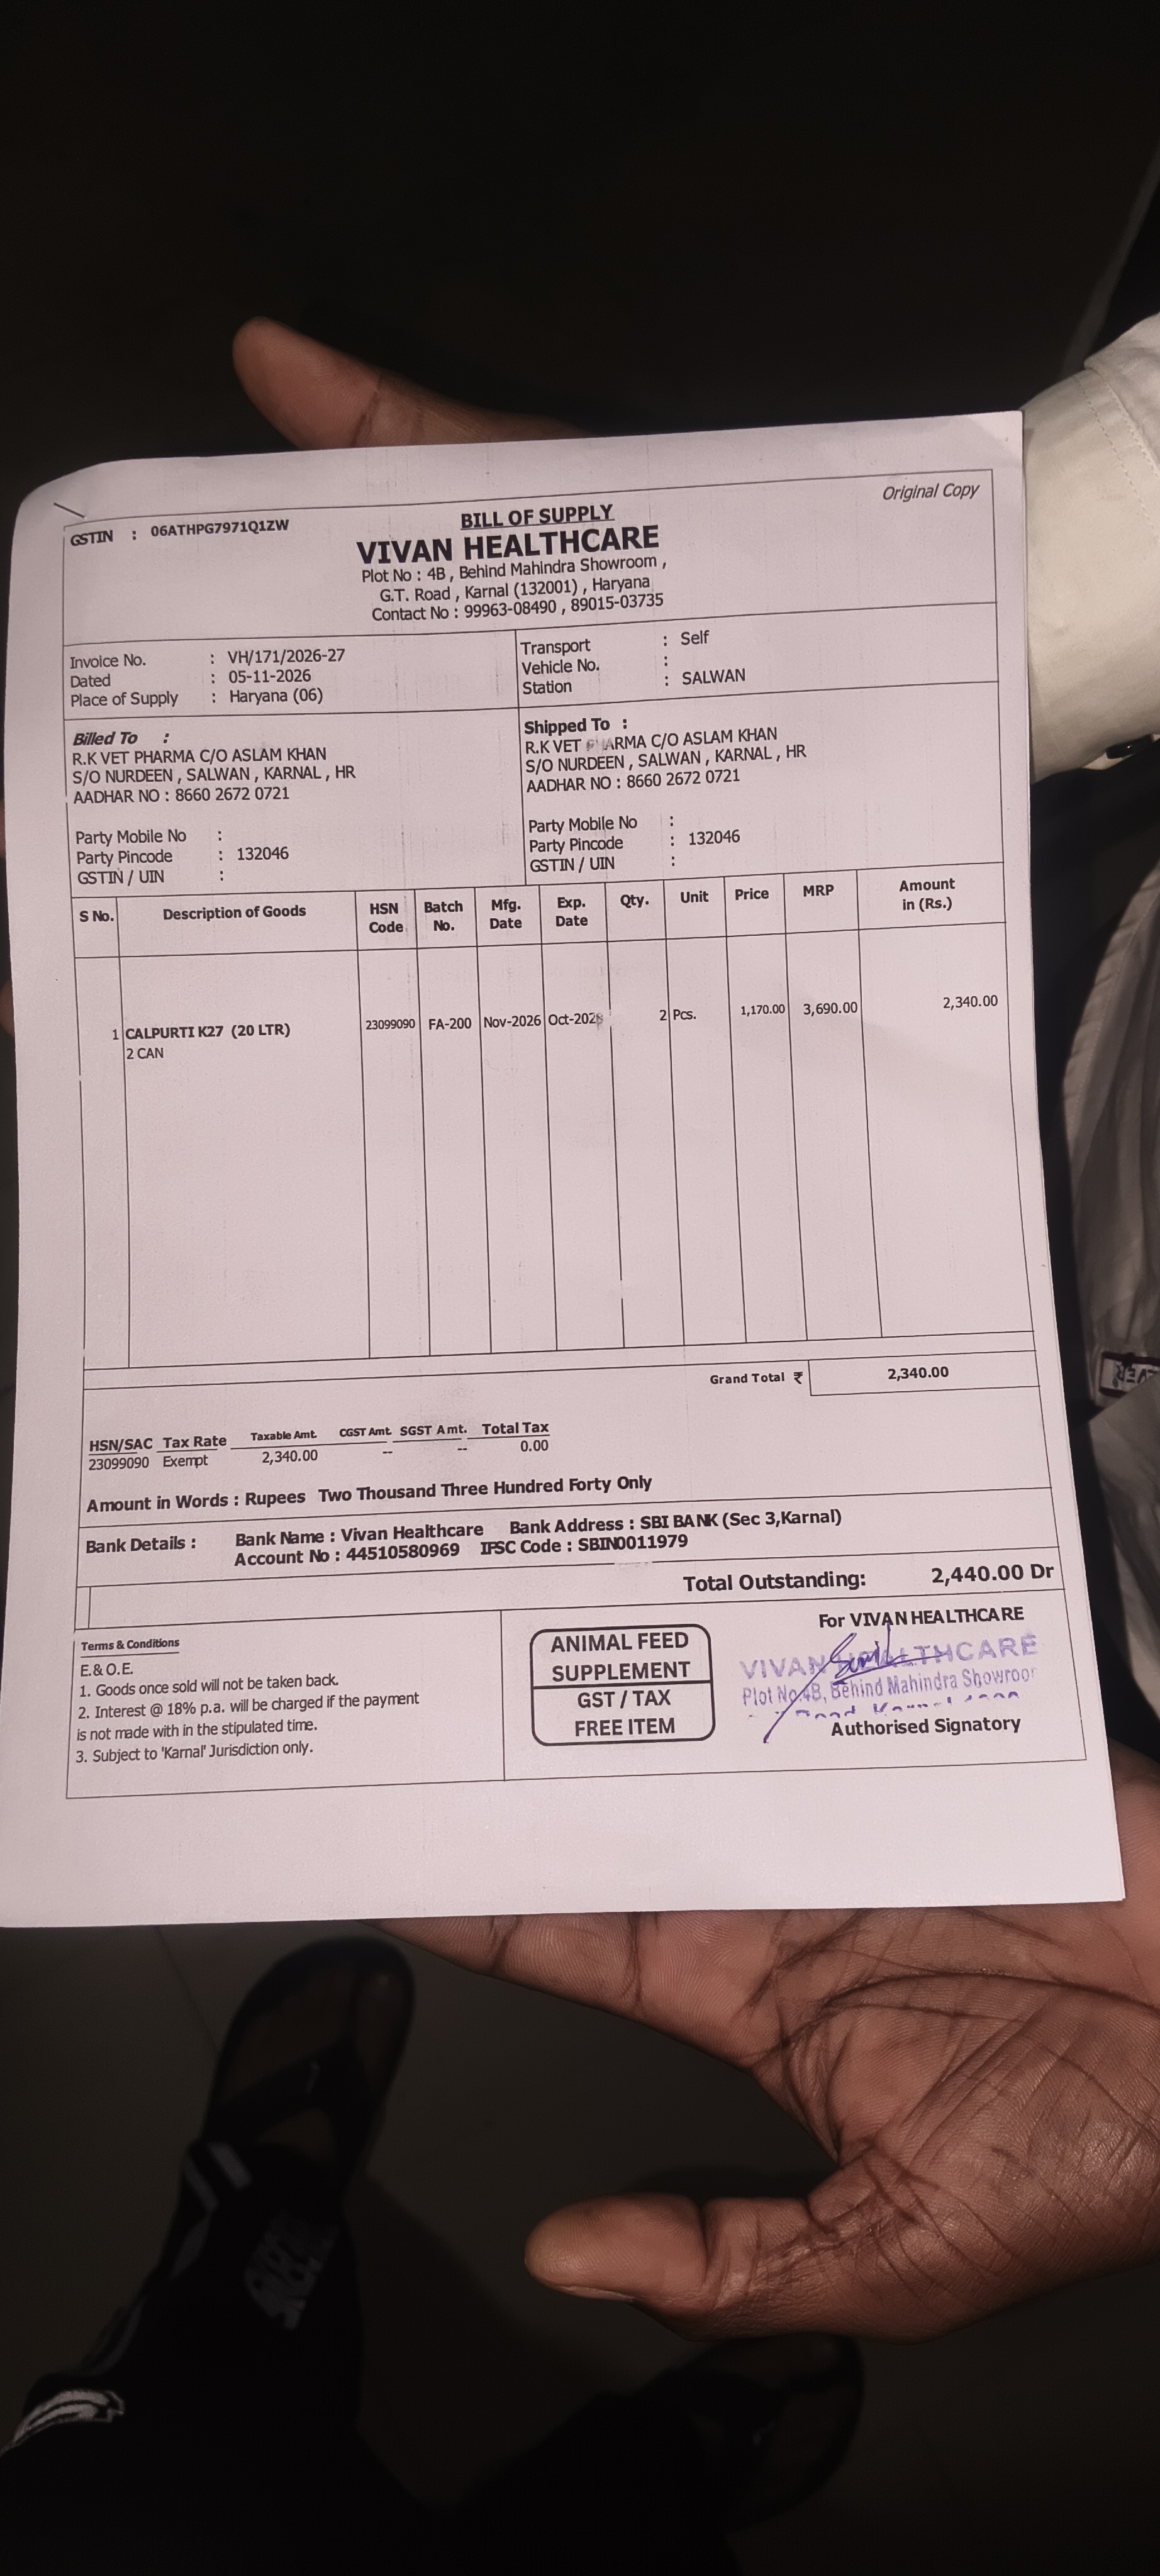 Original Copy
GSTIN : 06ATHPG7971Q1ZW
BILL OF SUPPLY
VIVAN HEALTHCARE
Plot No : 4B , Behind Mahindra Showroom ,
G.T. Road , Karnal (132001) , Haryana
Contact No : 99963-08490 , 89015-03735
Invoice No. : VH/171/2026-27
Dated : 05-11-2026
Place of Supply : Haryana (06)
Transport : Self
Vehicle No. :
Station : SALWAN
Billed To :
R.K VET PHARMA C/O ASLAM KHAN
S/O NURDEEN , SALWAN , KARNAL , HR
AADHAR NO : 8660 2672 0721
Party Mobile No :
Party Pincode : 132046
GSTIN / UIN :
Shipped To :
R.K VET PHARMA C/O ASLAM KHAN
S/O NURDEEN , SALWAN , KARNAL , HR
AADHAR NO : 8660 2672 0721
Party Mobile No :
Party Pincode : 132046
GSTIN / UIN :
S No. Description of Goods HSN Code Batch No. Mfg. Date Exp. Date Qty. Unit Price MRP Amount in (Rs.)
1 CALPURTI K27 (20 LTR) 23099090 FA-200 Nov-2026 Oct-2028 2 Pcs. 1,170.00 3,690.00 2,340.00
2 CAN
Grand Total ₹ 2,340.00
HSN/SAC Tax Rate Taxable Amt. CGST Amt. SGST Amt. Total Tax
23099090 Exempt 2,340.00 -- -- 0.00
Amount in Words : Rupees Two Thousand Three Hundred Forty Only
Bank Details : Bank Name : Vivan Healthcare Bank Address : SBI BANK (Sec 3,Karnal)
Account No : 44510580969 IFSC Code : SBIN0011979
Total Outstanding: 2,440.00 Dr
Terms & Conditions
E.& O.E.
1. Goods once sold will not be taken back.
2. Interest @ 18% p.a. will be charged if the payment
is not made with in the stipulated time.
3. Subject to 'Karnal' Jurisdiction only.
ANIMAL FEED
SUPPLEMENT
GST / TAX
FREE ITEM
For VIVAN HEALTHCARE
VIVAN HEALTHCARE
Plot No.4B, Behind Mahindra Showroor
Authorised Signatory